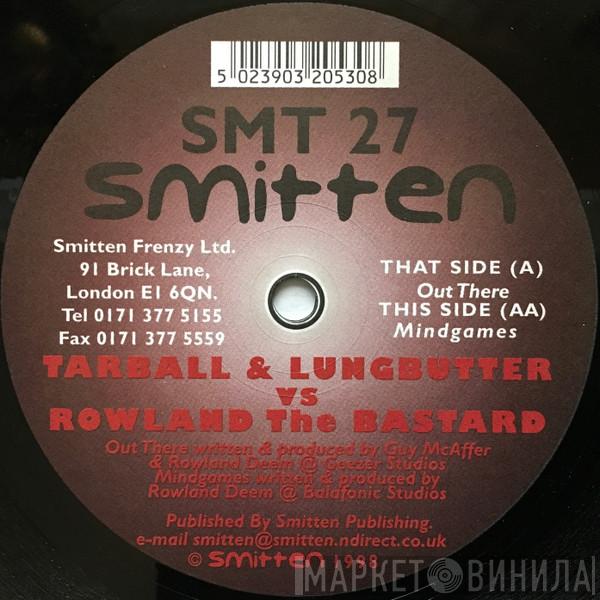 5 023903 205308
SMT 27
smitten
Smitten Frenzy Ltd.
91 Brick Lane,
London E1 6QN.
Tel 0171 377 5155
Fax 0171 377 5559
THAT SIDE (A)
Out There
THIS SIDE (AA)
Mindgames
TARBALL & LUNGBUTTER
vs
ROWLAND The BASTARD
Out There written & produced by Guy McAffer
& Rowland Deem @ Geezer Studios
Mindgames written & produced by
Rowland Deem @ Balafonic Studios
Published By Smitten Publishing.
e-mail smitten@smitten.ndirect.co.uk
© smitten 1998
МАРКЕТ ВИНИЛА